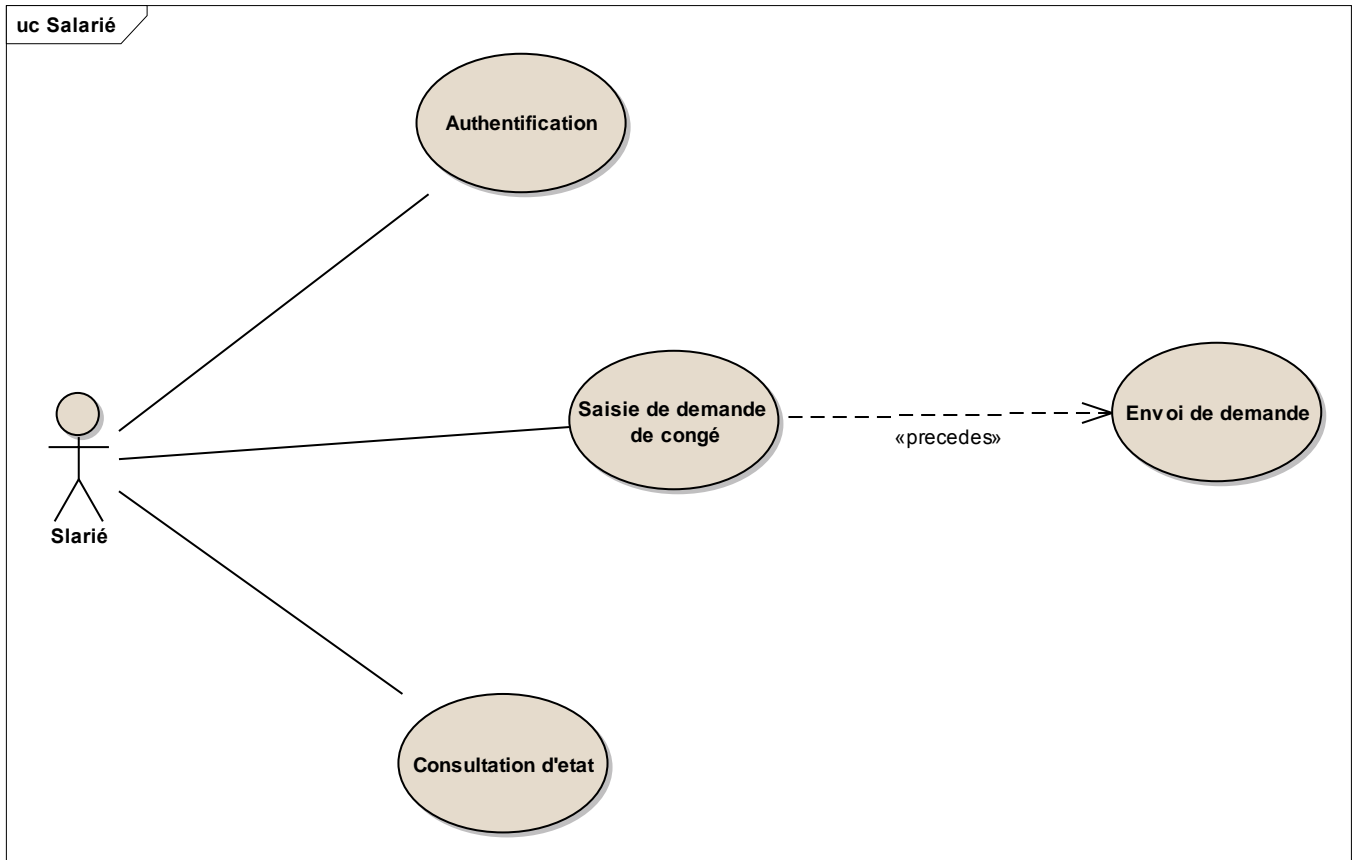 uc Salarié
Authentification
Saisie de demande
de congé
Envoi de demande
«precedes»
Slarié
Consultation d'etat